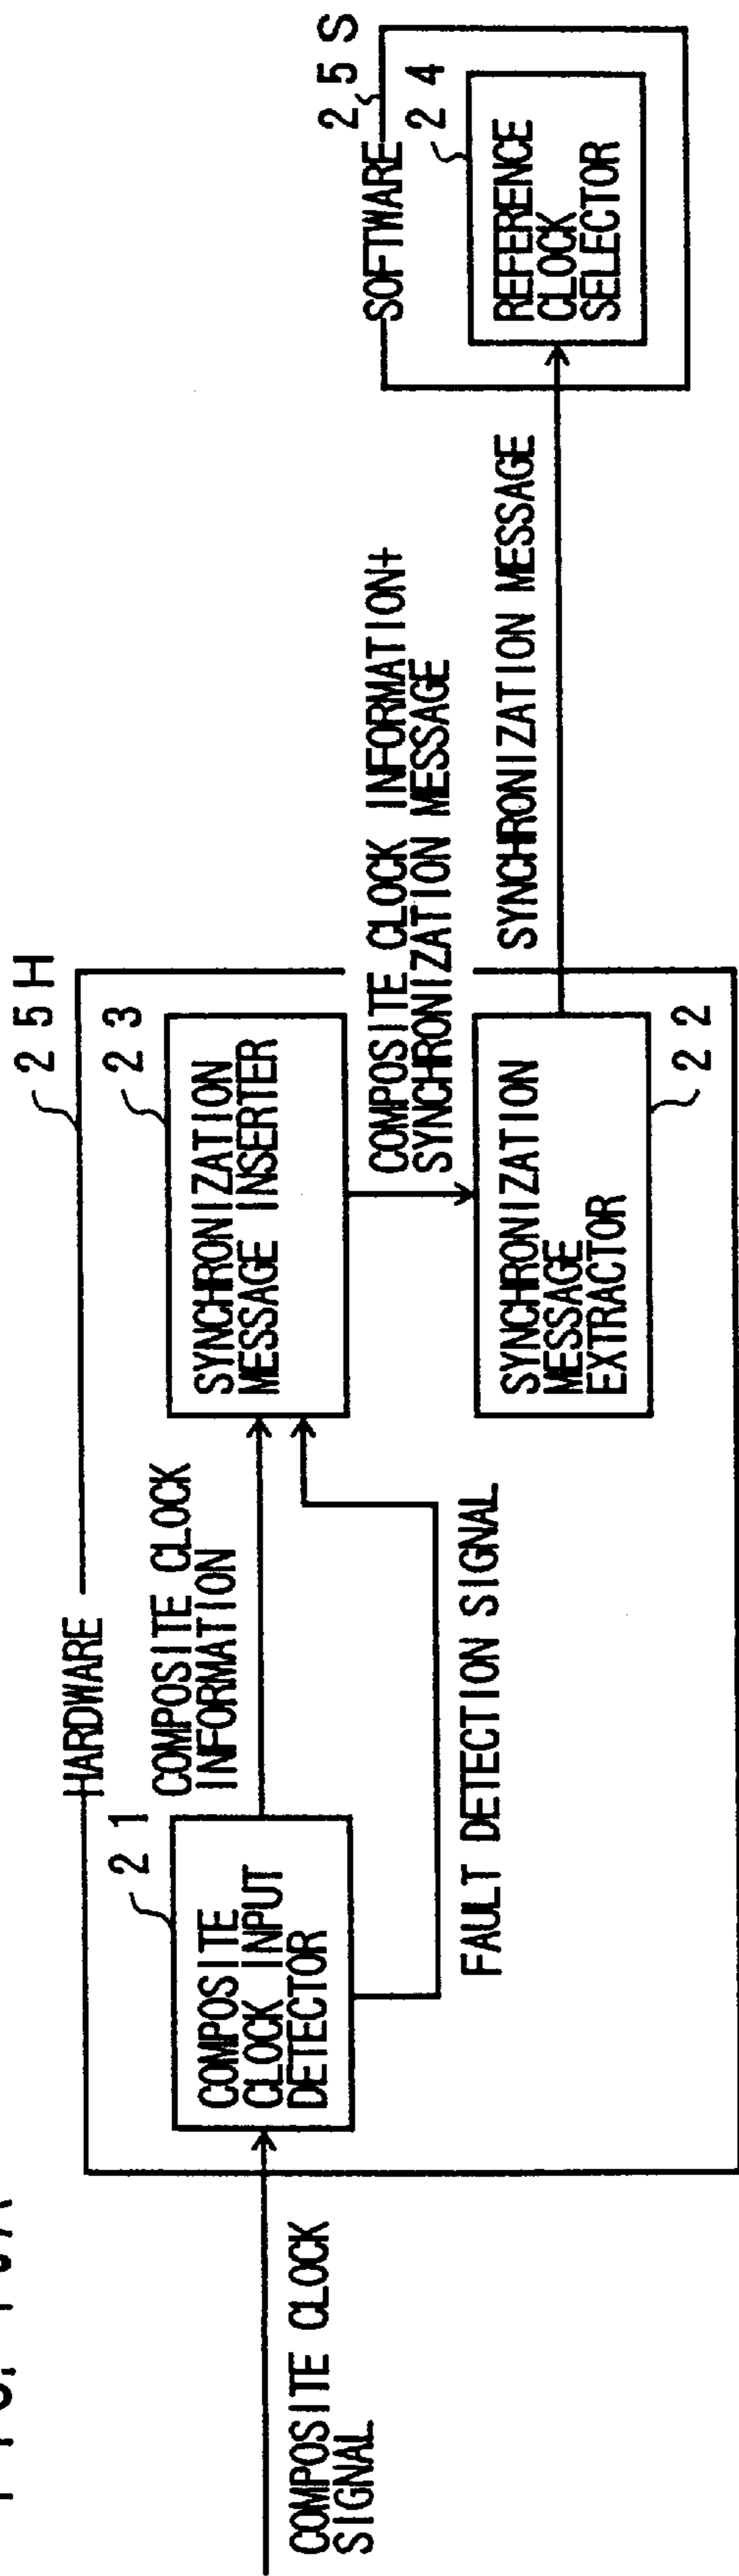 HARDWARE
25H
COMPOSITE CLOCK
SIGNAL
21
COMPOSITE
CLOCK INPUT
DETECTOR
COMPOSITE CLOCK
INFORMATION
FAULT DETECTION SIGNAL
23
SYNCHRONIZATION
MESSAGE INSERTER
COMPOSITE CLOCK INFORMATION+
SYNCHRONIZATION MESSAGE
SYNCHRONIZATION
MESSAGE
EXTRACTOR
22
SYNCHRONIZATION MESSAGE
SOFTWARE
25S
24
REFERENCE
CLOCK
SELECTOR